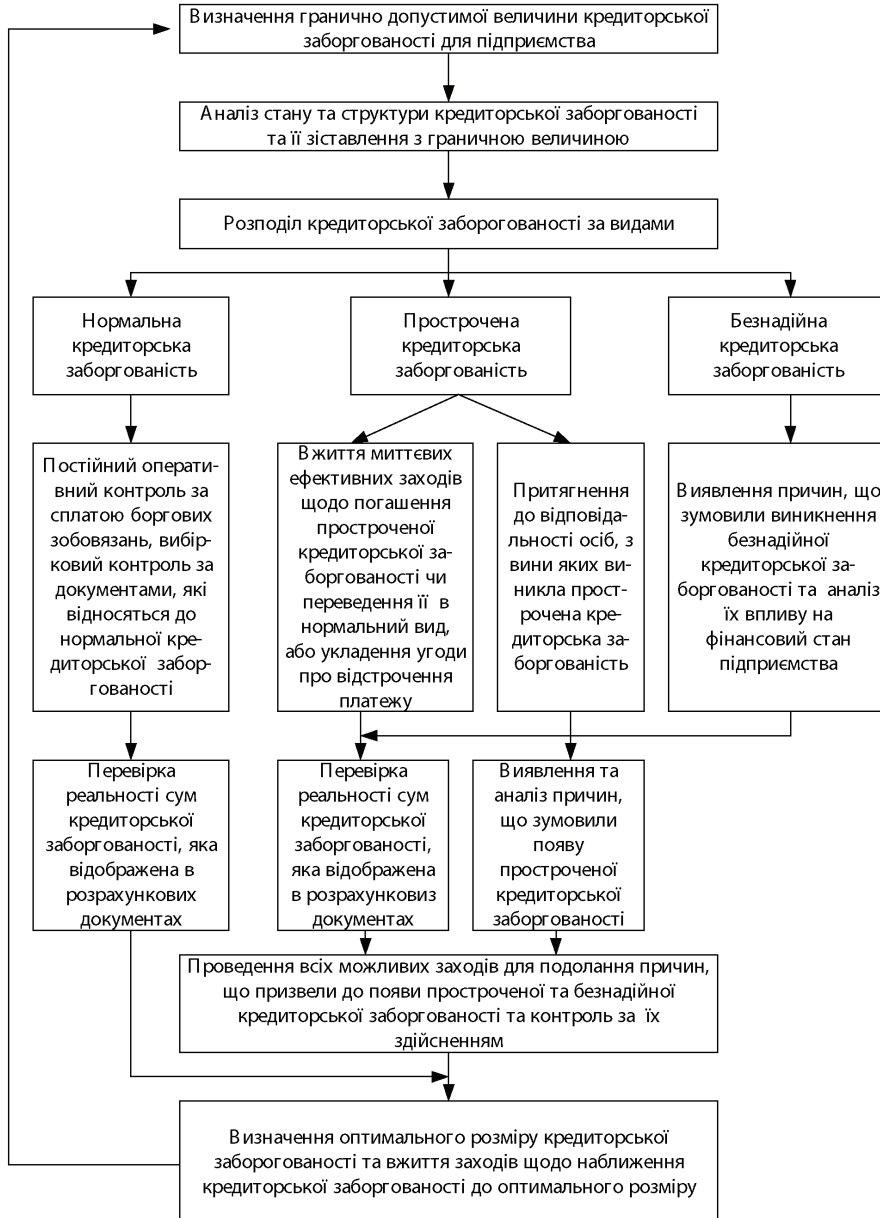 Визначення гранично допустимої величини кредиторської
заборгованості для підприємства
Аналіз стану та структури кредиторської заборгованості
та її зіставлення з граничною величиною
Розподіл кредиторської заборогованості за видами
Нормальна
кредиторська
заборгованість
Прострочена
кредиторська
заборгованість
Безнадійна
кредиторська
заборгованість
Постійний оператив-
вний контроль за
сплатою боргових
зобовязань, вибір-
ковий контроль за
документами, які
відносяться до
нормальної кре-
диторської забор-
гованості
Вжиття миттєвих
ефективних заходів
щодо погашення
простроченої
кредиторської за-
боргованості чи
переведення її в
нормальний вид,
або укладення угоди
про відстрочення
платежу
Притягнення
до відповіда-
льності осіб, з
вини яких ви-
никла прост-
рочена кре-
диторська за-
боргованість
Виявлення причин, що
зумовили виникнення
безнадійної
кредиторської за-
боргованості та аналіз
їх впливу на
фінансовий стан
підприємства
Перевірка
реальності сум
кредиторської
заборгованості, яка
відображена в
розрахункових
документах
Перевірка
реальності сум
кредиторської
заборгованості,
яка відображена
в розрахунковиз
документах
Виявлення та
аналіз причин,
що зумовили
появу
простроченої
кредиторської
заборгованості
Проведення всіх можливих заходів для подолання причин,
що призвели до появи простроченої та безнадійної
кредиторської заборгованості та контроль за їх
здійсненням
Визначення оптимального розміру кредиторської
заборогованості та вжиття заходів щодо наближення
кредиторської заборгованості до оптимального розміру